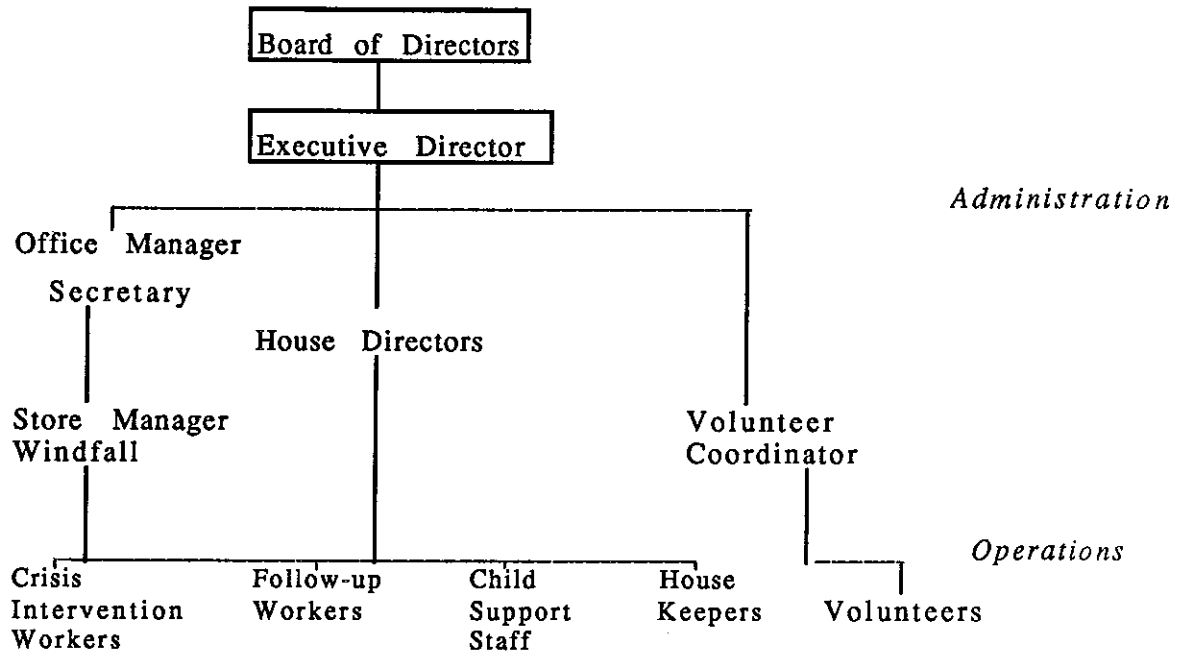 Board of Directors
Executive Director
Administration
Office Manager
Secretary
House Directors
Store Manager
Windfall
Volunteer
Coordinator
Operations
Crisis
Intervention
Workers
Follow-up
Workers
Child
Support
Staff
House
Keepers
Volunteers